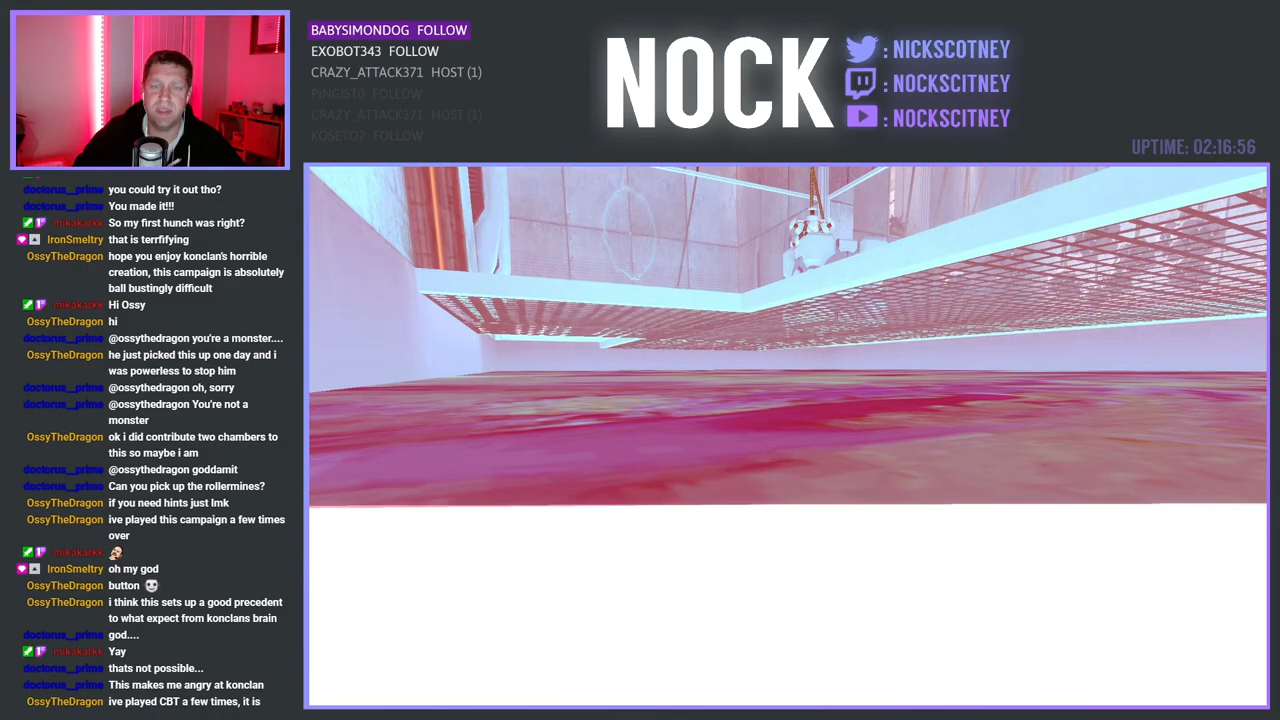 BABYSIMONDOG FOLLOW
EXOBOT343 FOLLOW
CRAZY_ATTACK371 HOST (1)
PINGIST0 FOLLOW
CRAZY_ATTACK371 HOST (1)
KOSETO2 FOLLOW
NOCK
: NICKSCOTNEY
: NOCKSCITNEY
: NOCKSCITNEY
UPTIME: 02:16:56
doctorus__prime you could try it out tho?
doctorus__prime You made it!!!
mikakarkk So my first hunch was right?
IronSmeltry that is terrfifying
OssyTheDragon hope you enjoy konclan's horrible
creation, this campaign is absolutely
ball bustingly difficult
mikakarkk Hi Ossy
OssyTheDragon hi
doctorus__prime @ossythedragon you're a monster....
OssyTheDragon he just picked this up one day and i
was powerless to stop him
doctorus__prime @ossythedragon oh, sorry
doctorus__prime @ossythedragon You're not a
monster
OssyTheDragon ok i did contribute two chambers to
this so maybe i am
doctorus__prime @ossythedragon goddamit
doctorus__prime Can you pick up the rollermines?
OssyTheDragon if you need hints just lmk
OssyTheDragon ive played this campaign a few times
over
mikakarkk
IronSmeltry oh my god
OssyTheDragon button
OssyTheDragon i think this sets up a good precedent
to what expect from konclans brain
doctorus__prime god....
mikakarkk Yay
doctorus__prime thats not possible...
doctorus__prime This makes me angry at konclan
OssyTheDragon ive played CBT a few times, it is